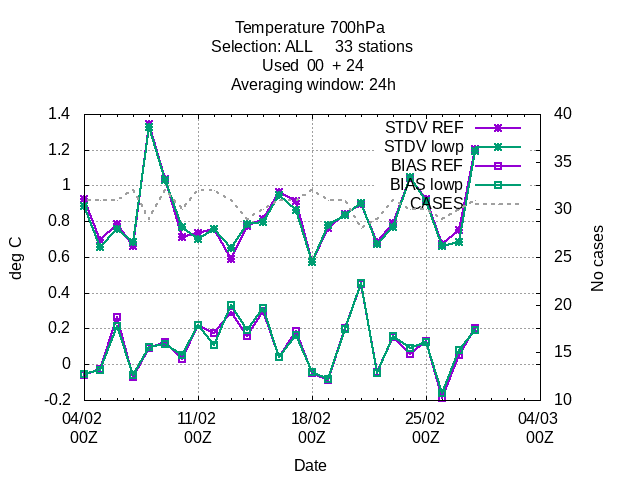 Temperature 700hPa
Selection: ALL 33 stations
Used 00 + 24
Averaging window: 24h
1.4
1.2
1
0.8
0.6
0.4
0.2
0
-0.2
deg C
40
35
30
25
20
15
10
No cases
STDV REF
STDV lowp
BIAS REF
BIAS lowp
CASES
04/02 11/02 18/02 25/02 04/03
00Z 00Z 00Z 00Z 00Z
Date